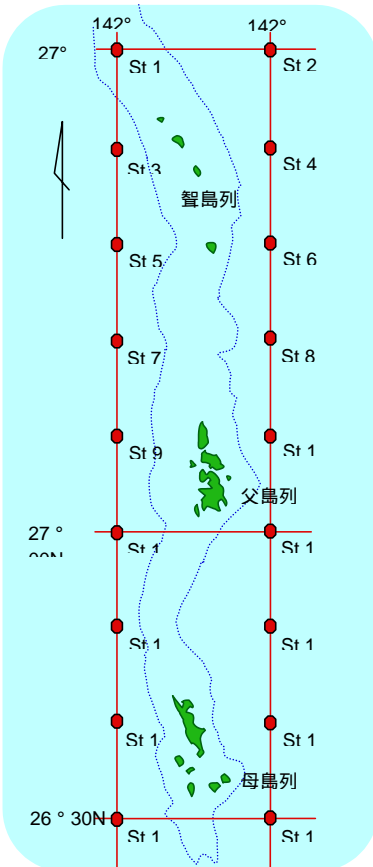 142° 142°
27°
St 1 St 2
St 3 St 4
聟島列
St 5 St 6
St 7 St 8
St 9 St 1
父島列
27 °
00N
St 1 St 1
St 1 St 1
St 1 St 1
母島列
26 ° 30N
St 1 St 1